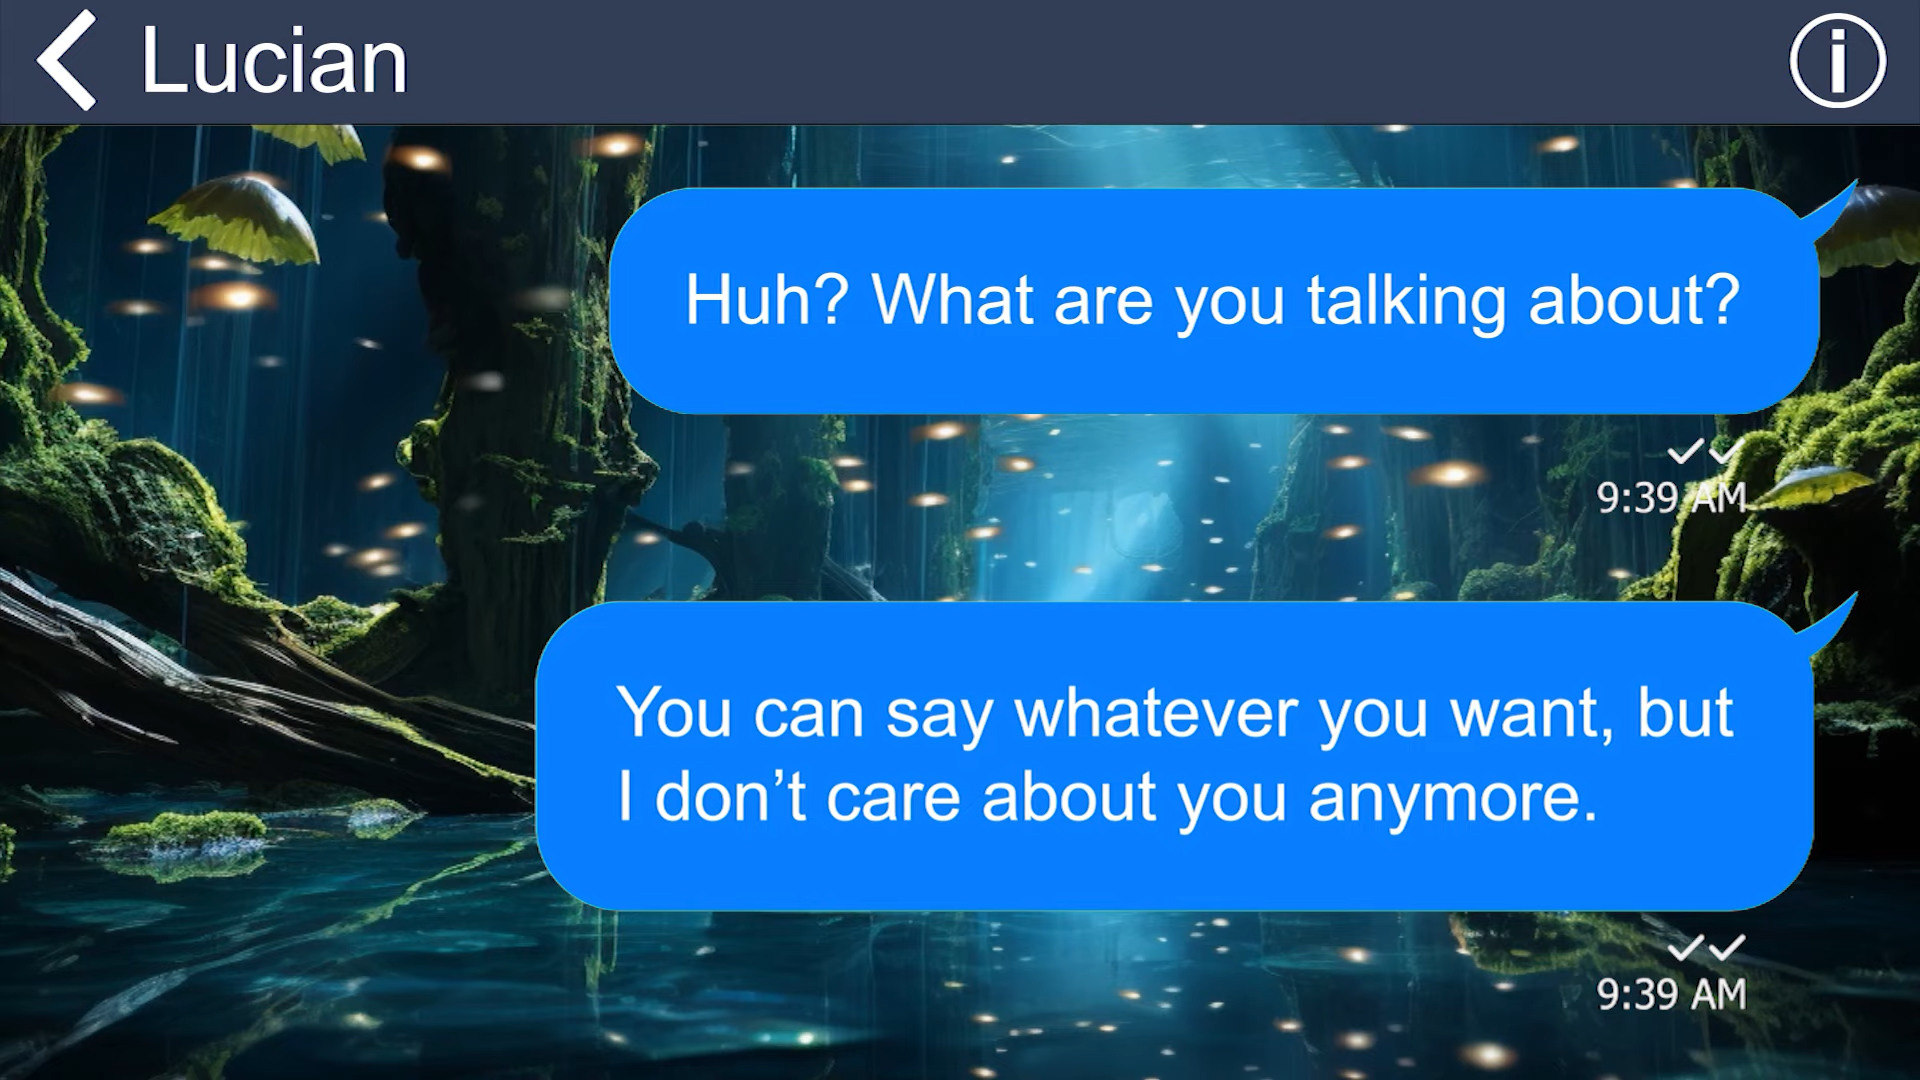 Lucian
Huh? What are you talking about?
9:39 AM
You can say whatever you want, but
I don’t care about you anymore.
9:39 AM